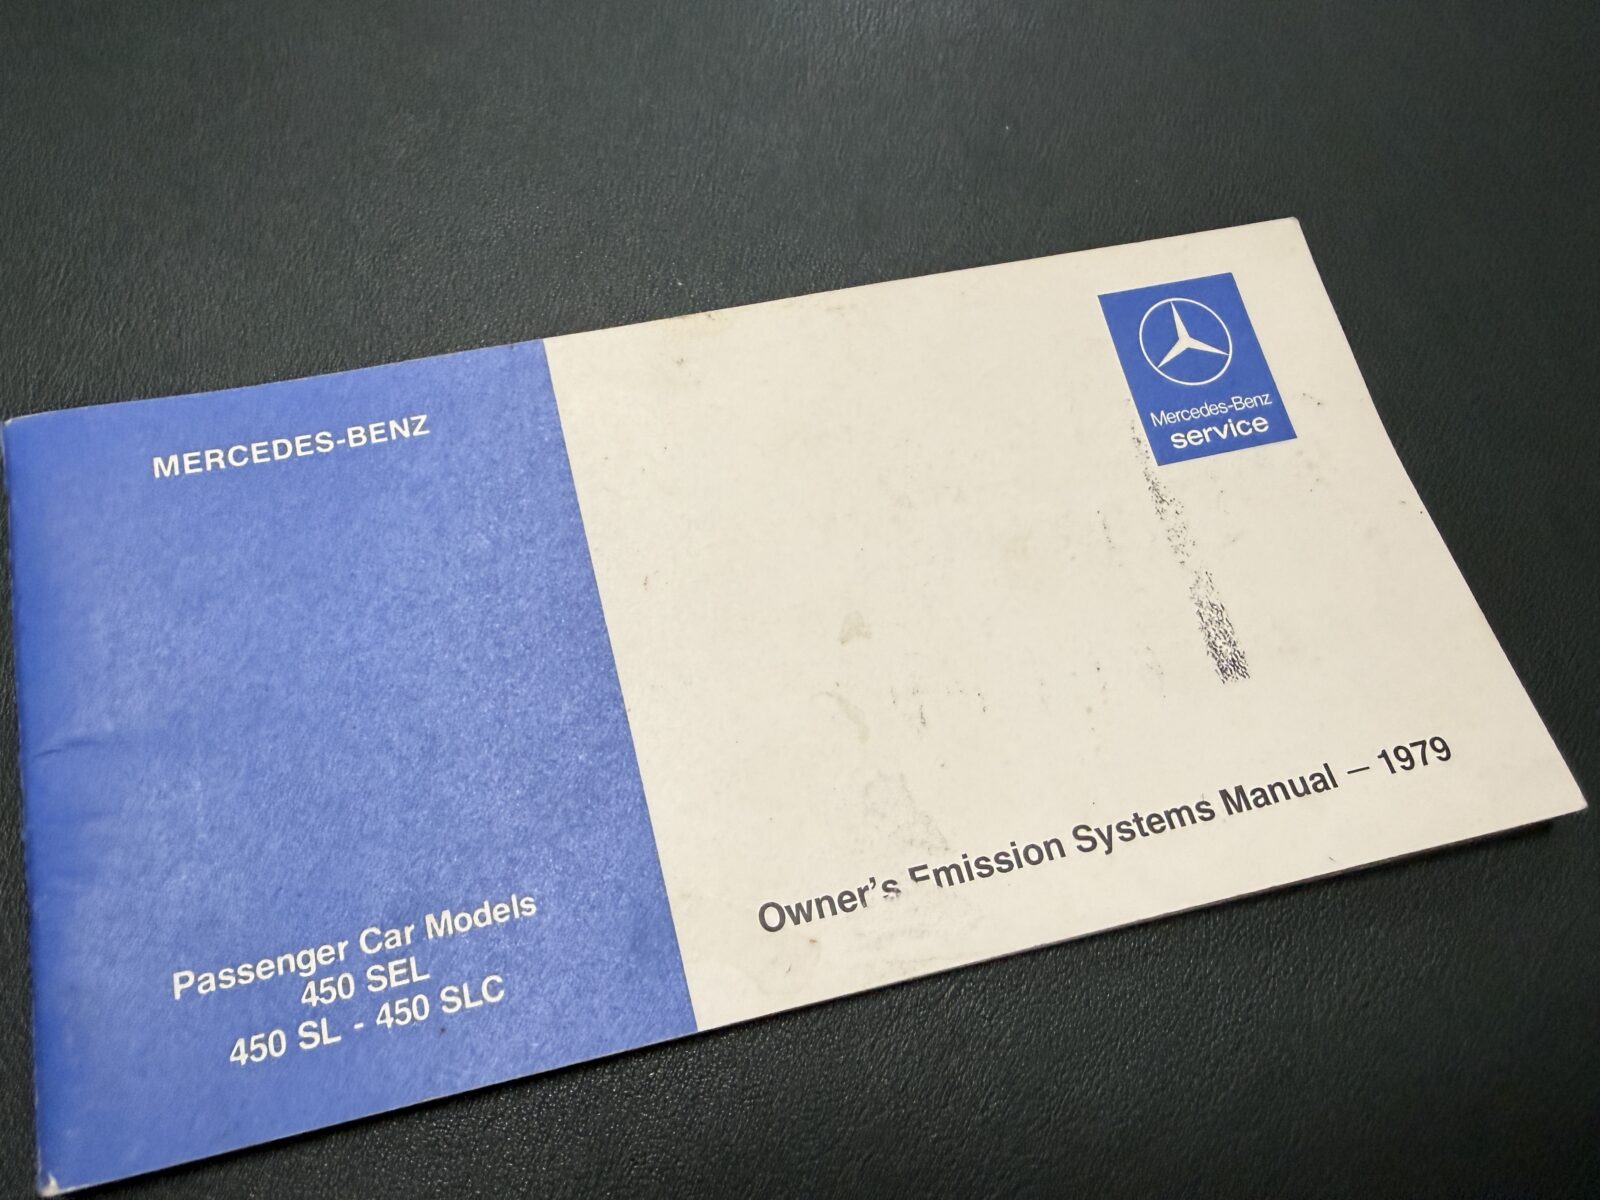 MERCEDES-BENZ
Passenger Car Models
450 SEL
450 SL - 450 SLC
Mercedes-Benz
service
Owner's Emission Systems Manual – 1979